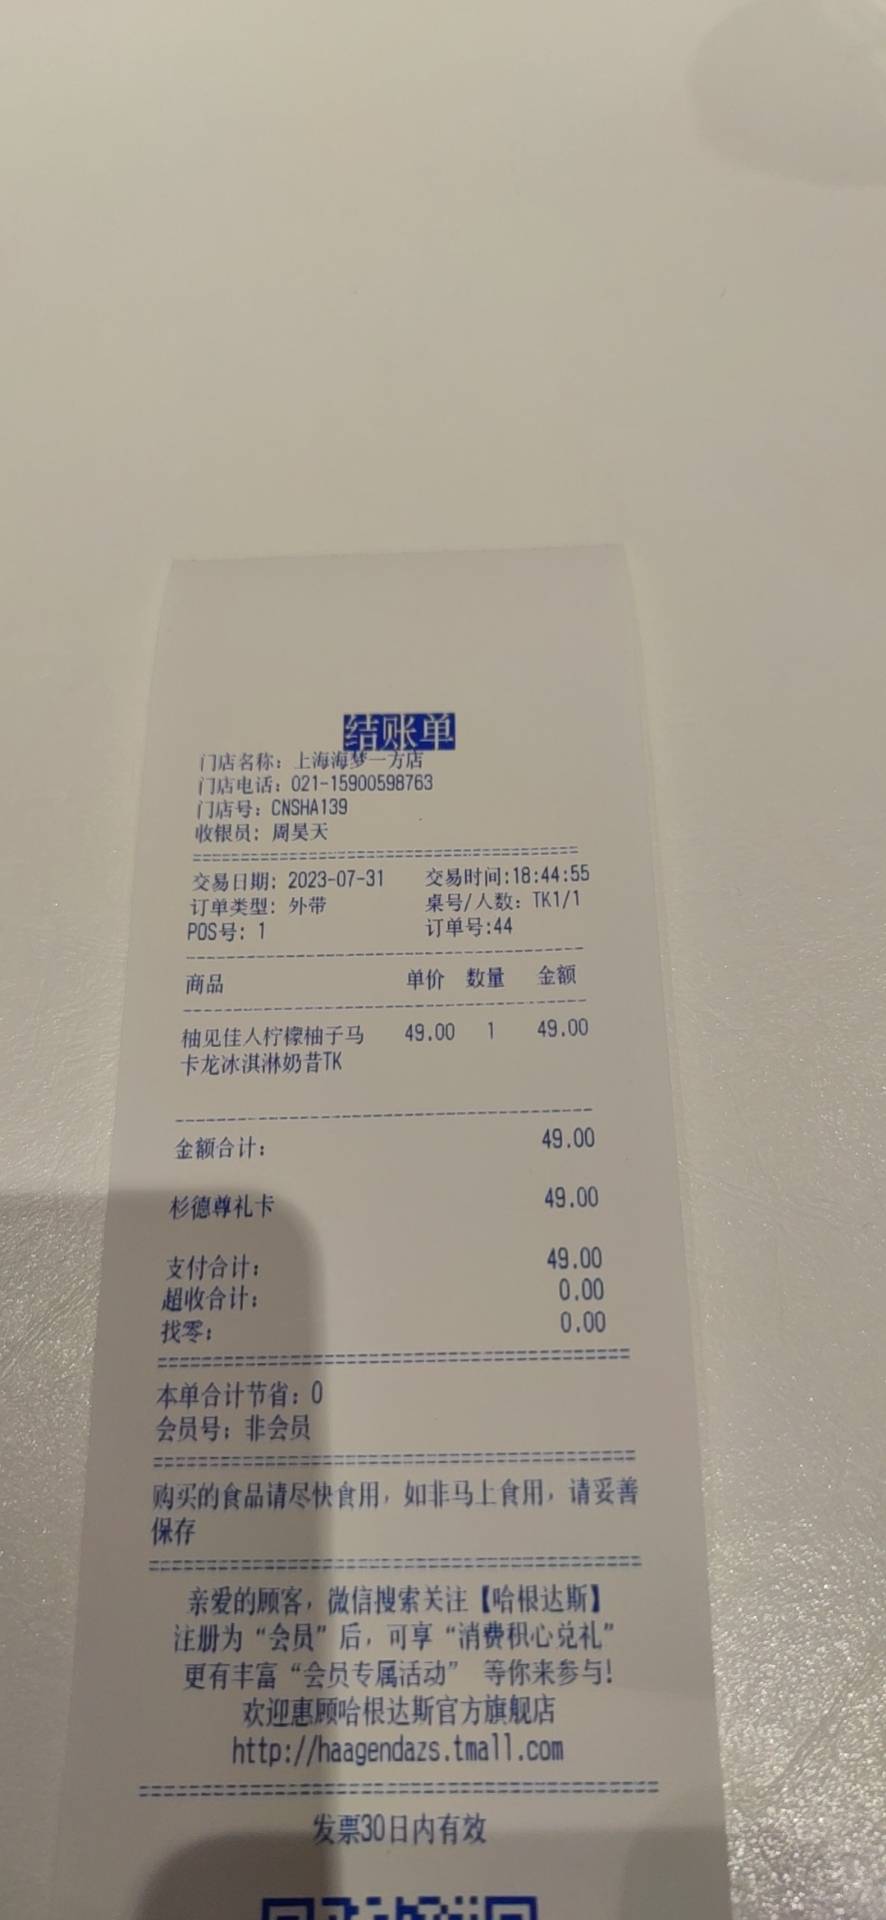 结账单
门店名称：上海海梦一方店
门店电话：021-15900598763
门店号：CNSHA139
收银员：周昊天
交易日期：2023-07-31 交易时间:18:44:55
订单类型：外带 桌号/人数：TK1/1
POS号：1 订单号:44
商品 单价 数量 金额
柚见佳人柠檬柚子马 49.00 1 49.00
卡龙冰淇淋奶昔TK
金额合计： 49.00
杉德尊礼卡 49.00
支付合计： 49.00
超收合计： 0.00
找零： 0.00
本单合计节省：0
会员号：非会员
购买的食品请尽快食用，如非马上食用，请妥善
保存
亲爱的顾客，微信搜索关注【哈根达斯】
注册为“会员”后，可享“消费积心兑礼”
更有丰富“会员专属活动” 等你来参与！
欢迎惠顾哈根达斯官方旗舰店
http://haagendazs.tmall.com
发票30日内有效